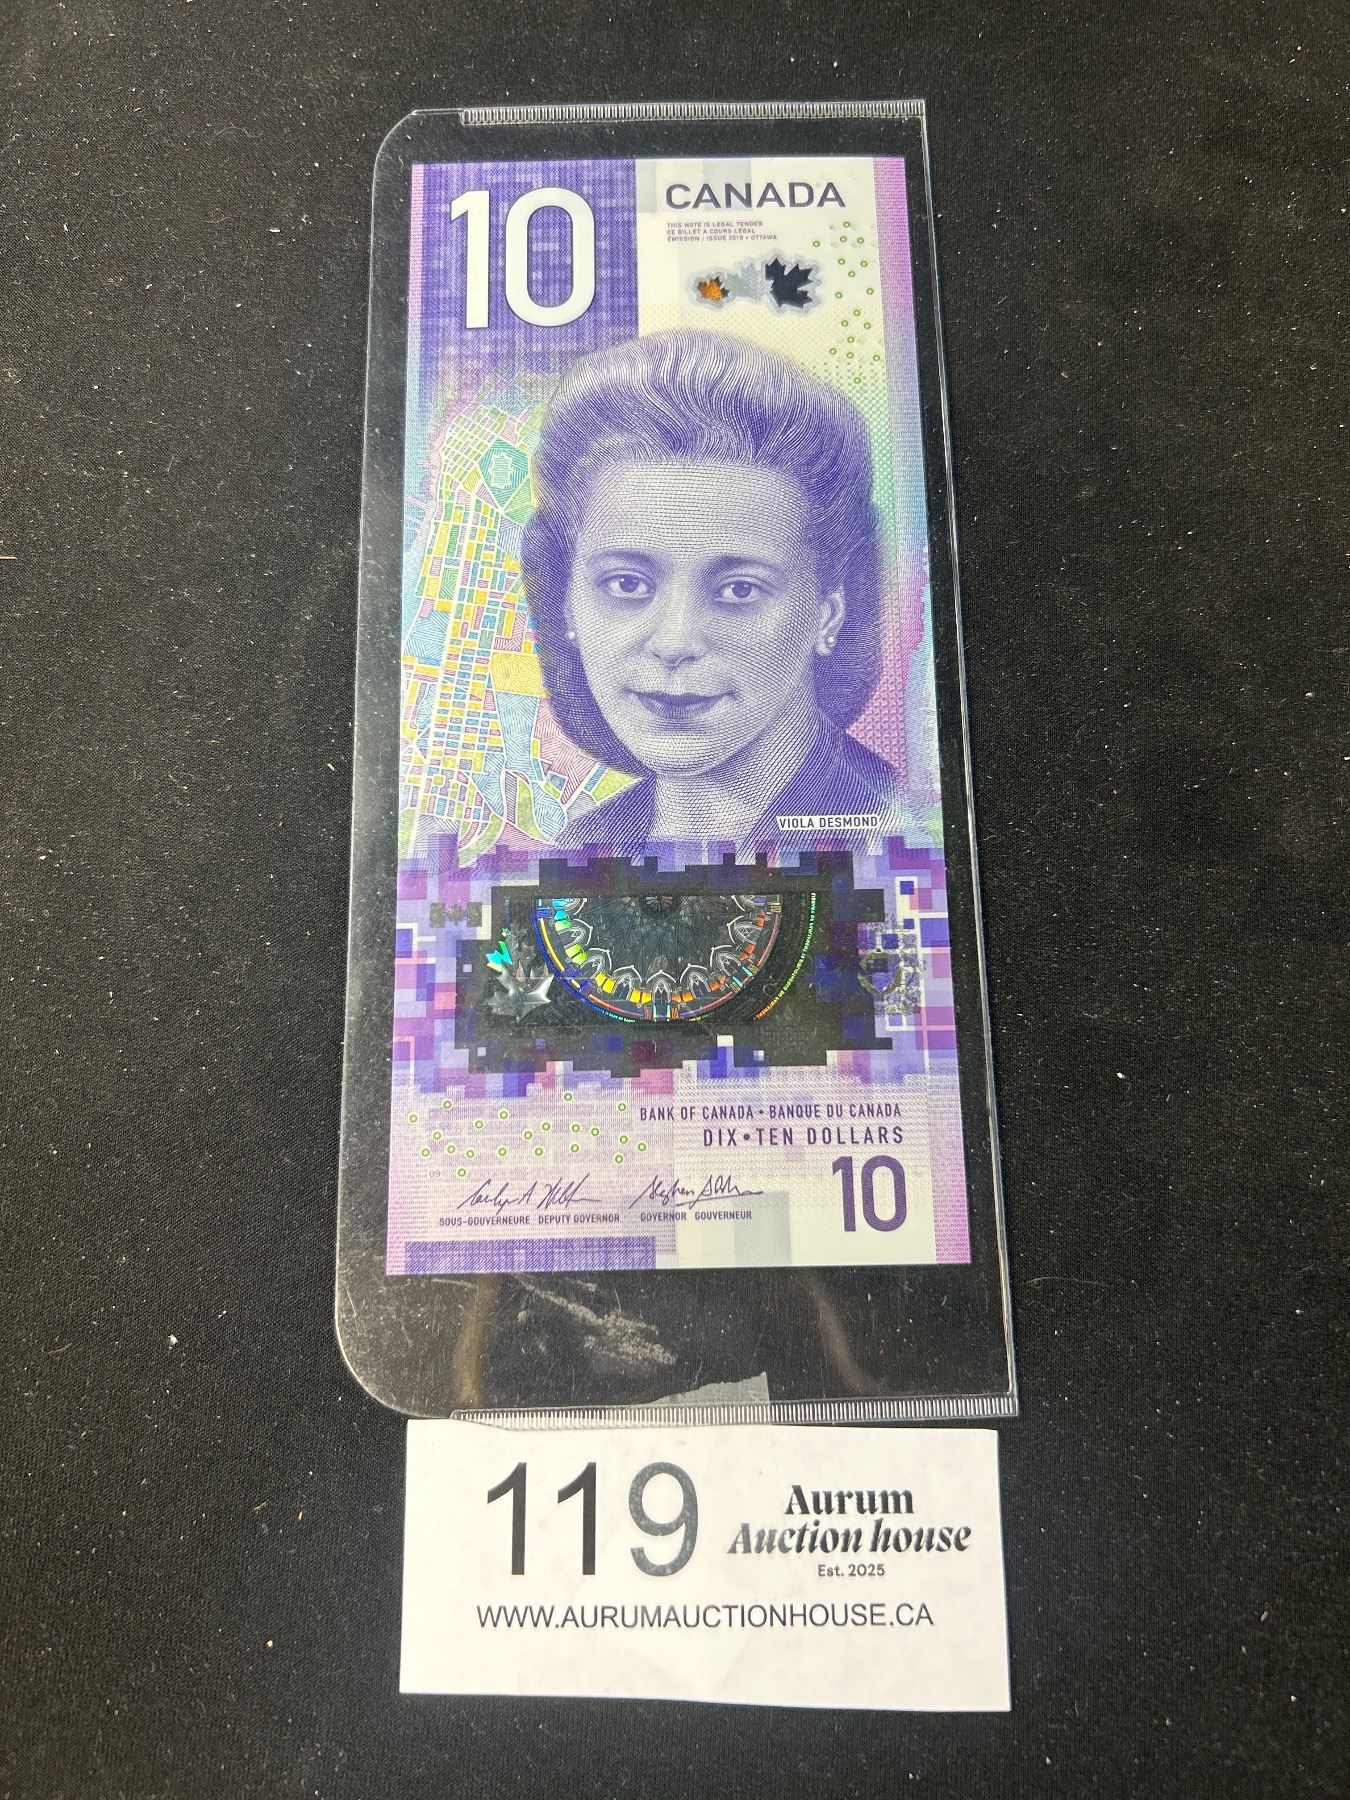 10
CANADA
THIS NOTE IS LEGAL TENDER
CE BILLET A COURS LÉGAL
ÉMISSION / ISSUE 2018 • OTTAWA
VIOLA DESMOND
BANK OF CANADA • BANQUE DU CANADA
DIX • TEN DOLLARS
10
SOUS-GOUVERNEURE DEPUTY GOVERNOR
GOVERNOR GOUVERNEUR
119
Aurum
Auction house
Est. 2025
WWW.AURUMAUCTIONHOUSE.CA